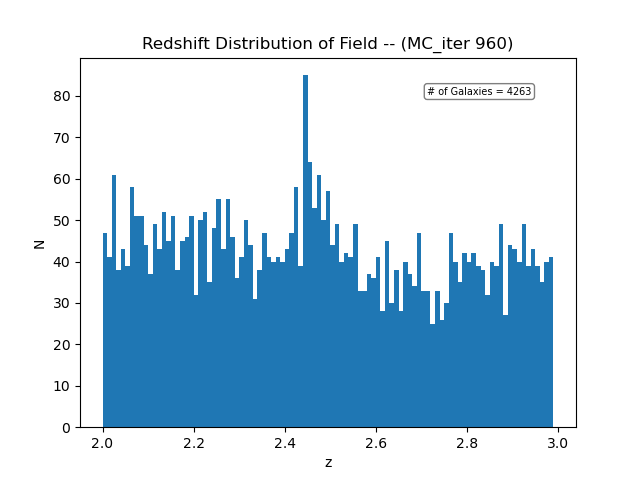 Redshift Distribution of Field -- (MC_iter 960)
# of Galaxies = 4263
80
70
60
50
40
30
20
10
0
N
2.0 2.2 2.4 2.6 2.8 3.0
z